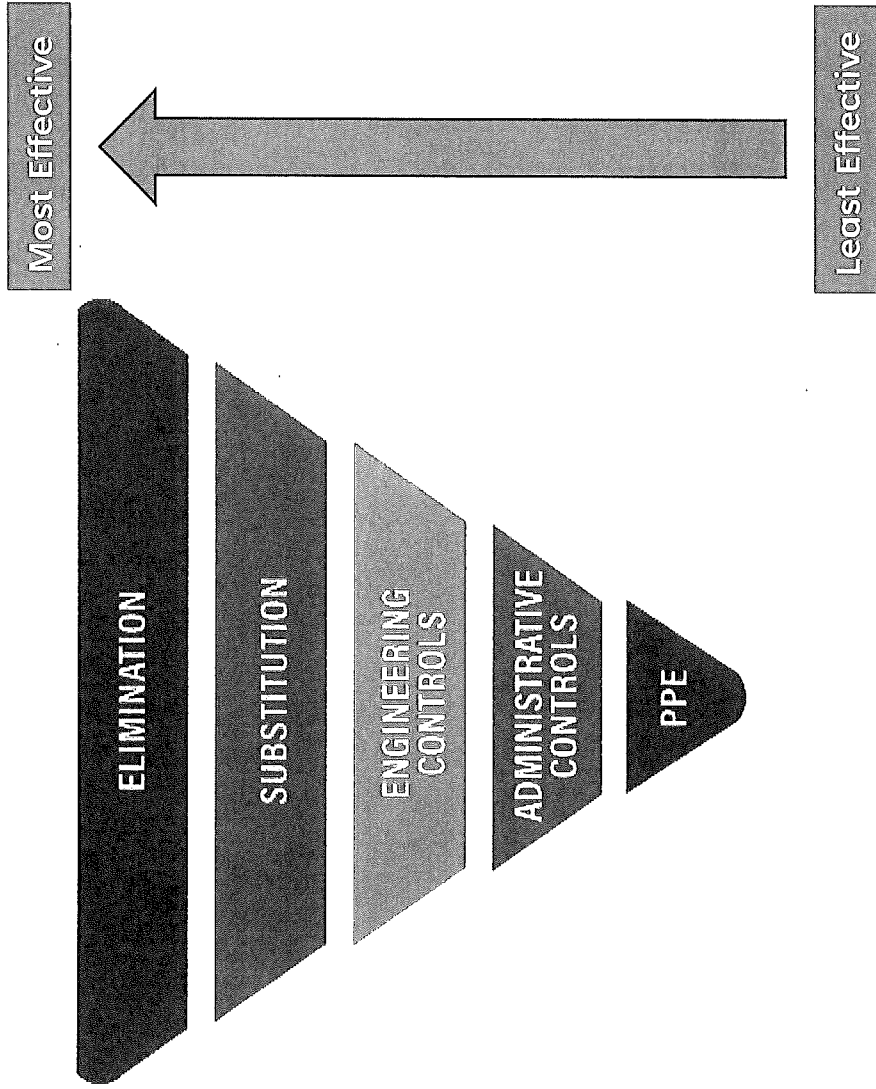 Most Effective
ELIMINATION
SUBSTITUTION
ENGINEERING
CONTROLS
ADMINISTRATIVE
CONTROLS
PPE
Least Effective